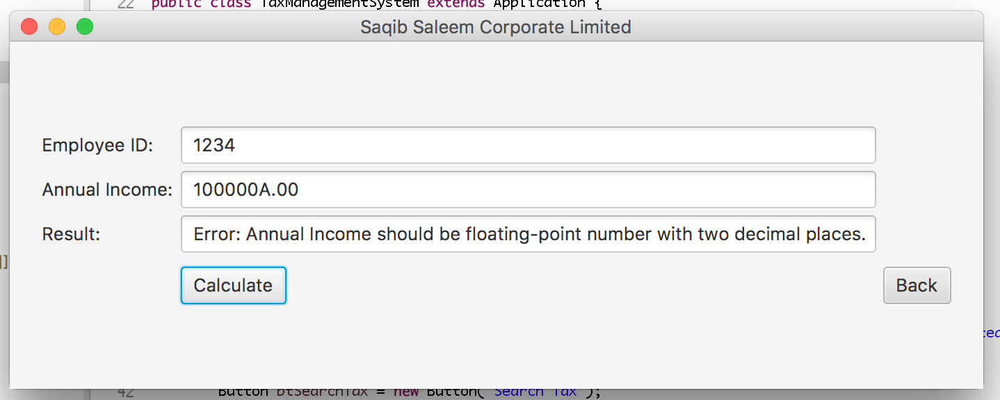 22 public class TaxManagementSystem extends Application {
Saqib Saleem Corporate Limited
Employee ID: 1234
Annual Income: 100000A.00
Result: Error: Annual Income should be floating-point number with two decimal places.
[]
Calculate Back
42 Button btSearchTax = new Button("Search Tax");